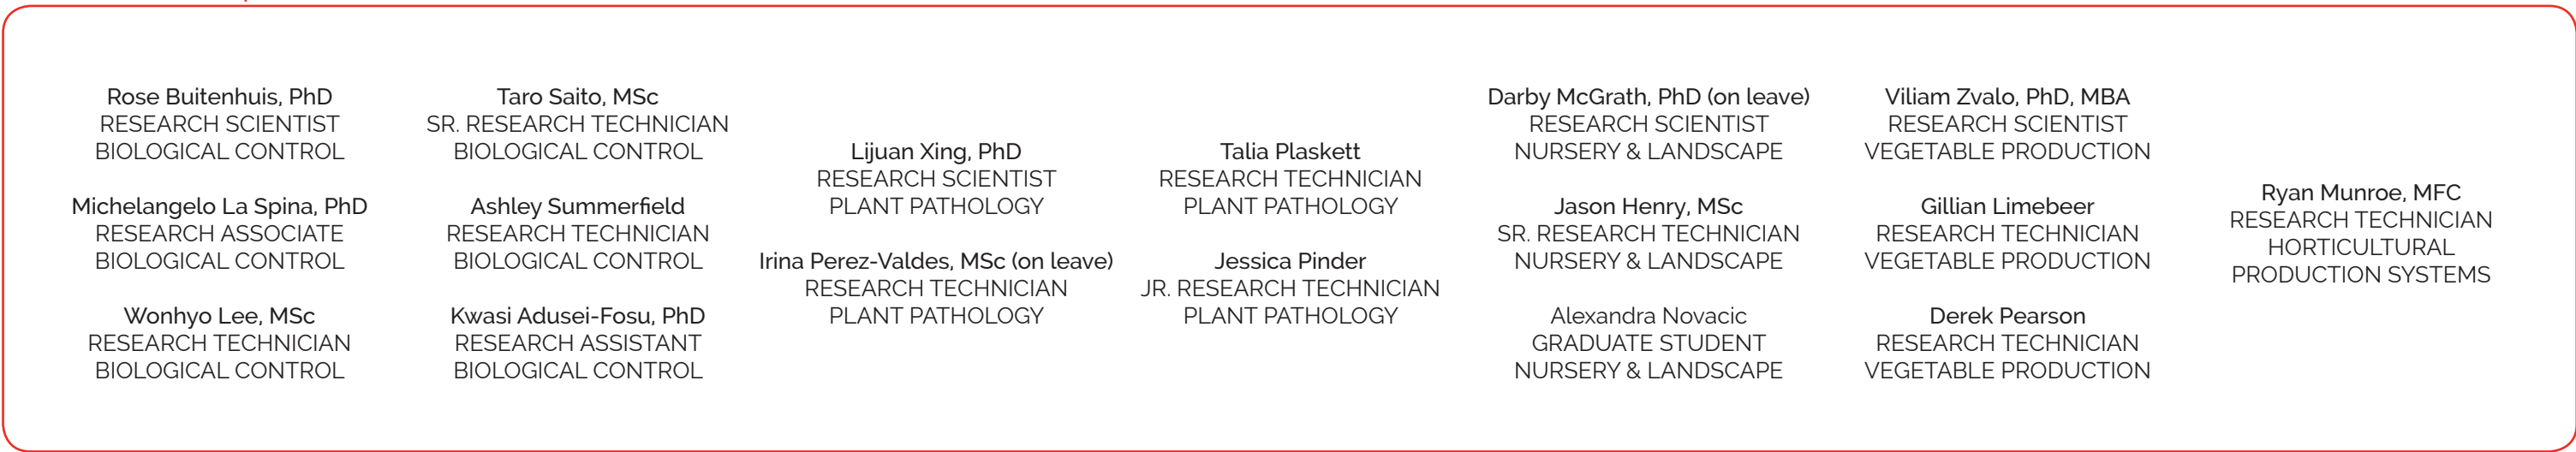 Rose Buitenhuis, PhD
RESEARCH SCIENTIST
BIOLOGICAL CONTROL
Michelangelo La Spina, PhD
RESEARCH ASSOCIATE
BIOLOGICAL CONTROL
Wonhyo Lee, MSc
RESEARCH TECHNICIAN
BIOLOGICAL CONTROL
Taro Saito, MSc
SR. RESEARCH TECHNICIAN
BIOLOGICAL CONTROL
Ashley Summerfield
RESEARCH TECHNICIAN
BIOLOGICAL CONTROL
Kwasi Adusei-Fosu, PhD
RESEARCH ASSISTANT
BIOLOGICAL CONTROL
Lijuan Xing, PhD
RESEARCH SCIENTIST
PLANT PATHOLOGY
Irina Perez-Valdes, MSc (on leave)
RESEARCH TECHNICIAN
PLANT PATHOLOGY
Talia Plaskett
RESEARCH TECHNICIAN
PLANT PATHOLOGY
Jessica Pinder
JR. RESEARCH TECHNICIAN
PLANT PATHOLOGY
Darby McGrath, PhD (on leave)
RESEARCH SCIENTIST
NURSERY & LANDSCAPE
Jason Henry, MSc
SR. RESEARCH TECHNICIAN
NURSERY & LANDSCAPE
Alexandra Novacic
GRADUATE STUDENT
NURSERY & LANDSCAPE
Viliam Zvalo, PhD, MBA
RESEARCH SCIENTIST
VEGETABLE PRODUCTION
Gillian Limebeer
RESEARCH TECHNICIAN
VEGETABLE PRODUCTION
Derek Pearson
RESEARCH TECHNICIAN
VEGETABLE PRODUCTION
Ryan Munroe, MFC
RESEARCH TECHNICIAN
HORTICULTURAL
PRODUCTION SYSTEMS